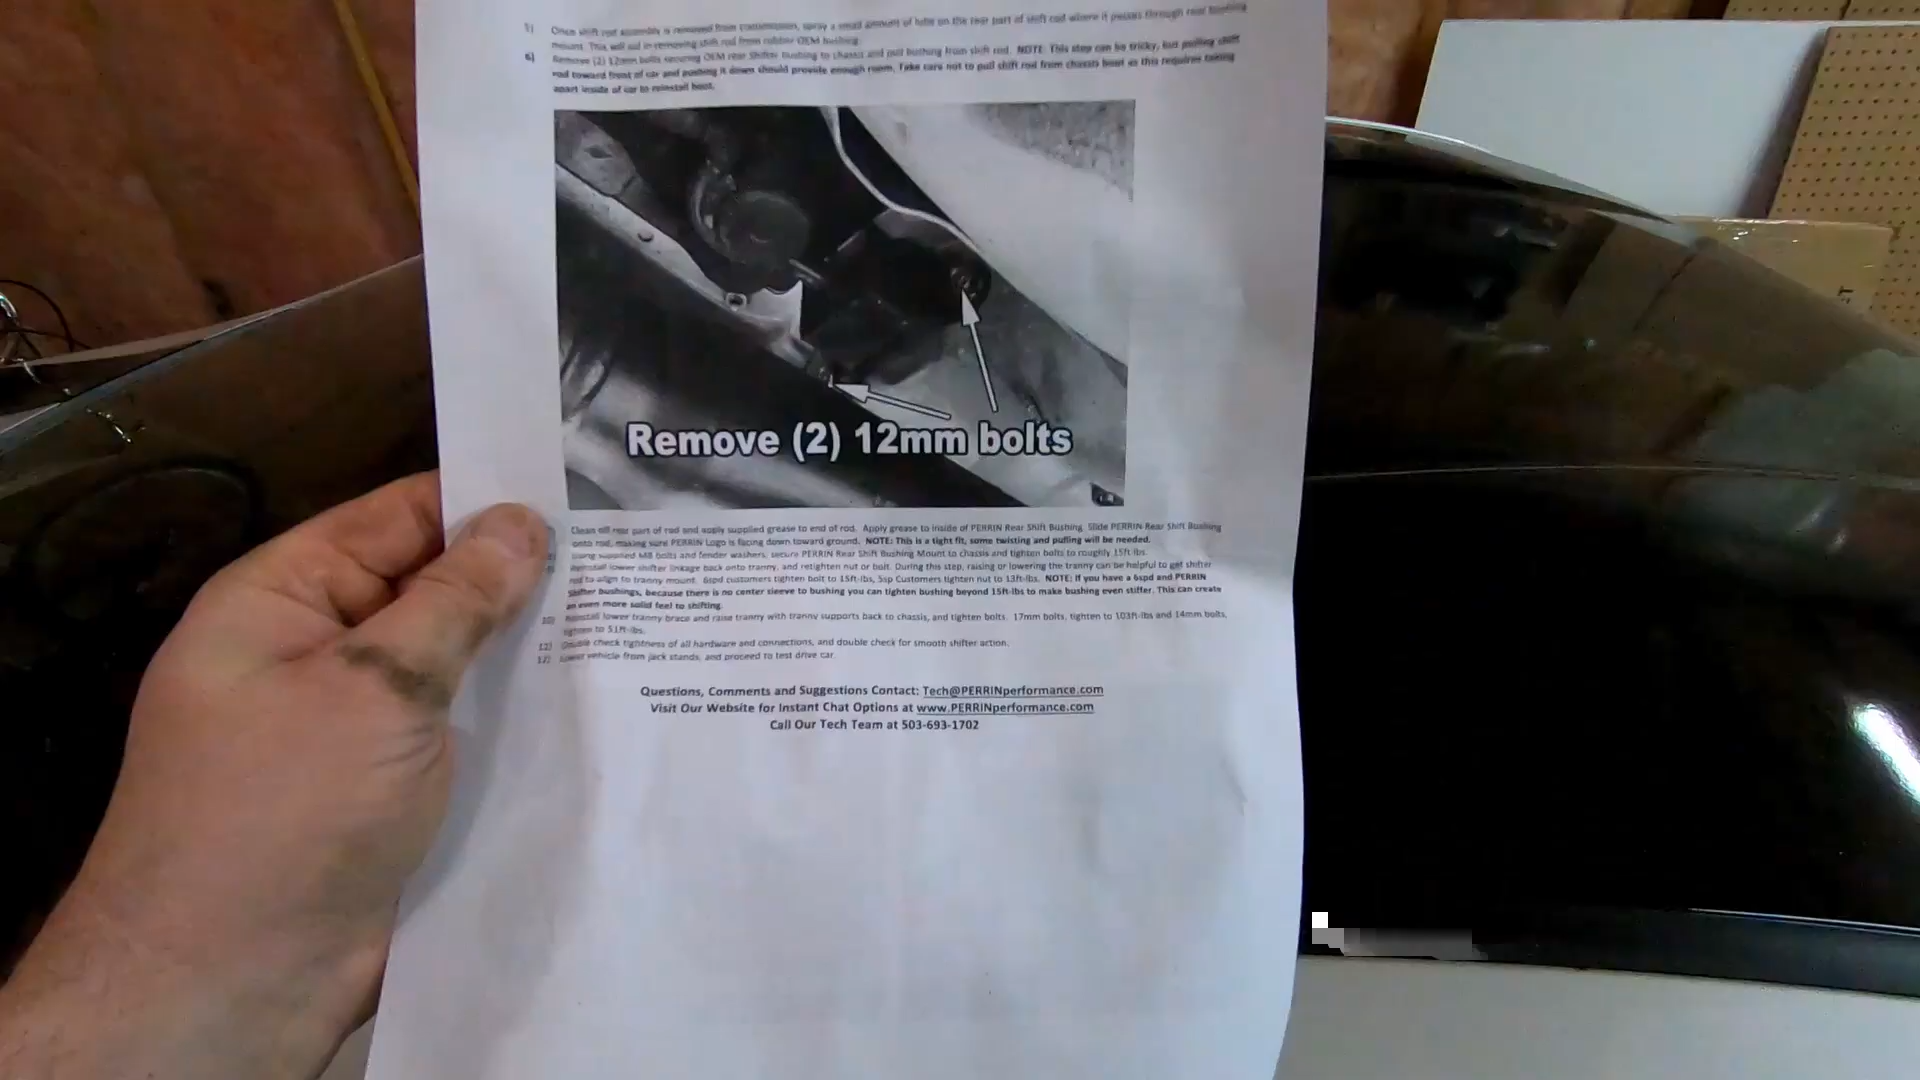 5) Once shift rod assembly is removed from transmission, spray a small amount of lube on the rear part of shift rod where it passes through rear bushing
mount. This will aid in removing shift rod from rubber OEM bushing.
6) Remove (2) 12mm bolts securing OEM rear Shifter bushing to chassis and pull bushing from shift rod. NOTE: This step can be tricky, but pulling shift
rod toward front of car and pushing it down should provide enough room. Take care not to pull shift rod from chassis boot as this requires taking
apart inside of car to reinstall boot.
Remove (2) 12mm bolts
Clean off rear part of rod and apply supplied grease to end of rod. Apply grease to inside of PERRIN Rear Shift Bushing. Slide PERRIN Rear Shift Bushing
onto rod, making sure PERRIN Logo is facing down toward ground. NOTE: This is a tight fit, some twisting and pulling will be needed.
Using supplied M8 bolts and fender washers, secure PERRIN Rear Shift Bushing Mount to chassis and tighten bolts to roughly 15ft-lbs.
Reinstall lower shifter linkage back onto tranny, and retighten nut or bolt. During this step, raising or lowering the tranny can be helpful to get shifter
rod to align to tranny mount. 6spd customers tighten bolt to 15ft-lbs, 5sp Customers tighten nut to 13ft-lbs. NOTE: If you have a 6spd and PERRIN
Shifter bushings, because there is no center sleeve to bushing you can tighten bushing beyond 15ft-lbs to make bushing even stiffer. This can create
an even more solid feel to shifting.
10) Reinstall lower tranny brace and raise tranny with tranny supports back to chassis, and tighten bolts. 17mm bolts, tighten to 103ft-lbs and 14mm bolts,
tighten to 51ft-lbs.
11) Double check tightness of all hardware and connections, and double check for smooth shifter action.
12) Lower vehicle from jack stands, and proceed to test drive car.
Questions, Comments and Suggestions Contact: Tech@PERRINperformance.com
Visit Our Website for Instant Chat Options at www.PERRINperformance.com
Call Our Tech Team at 503-693-1702